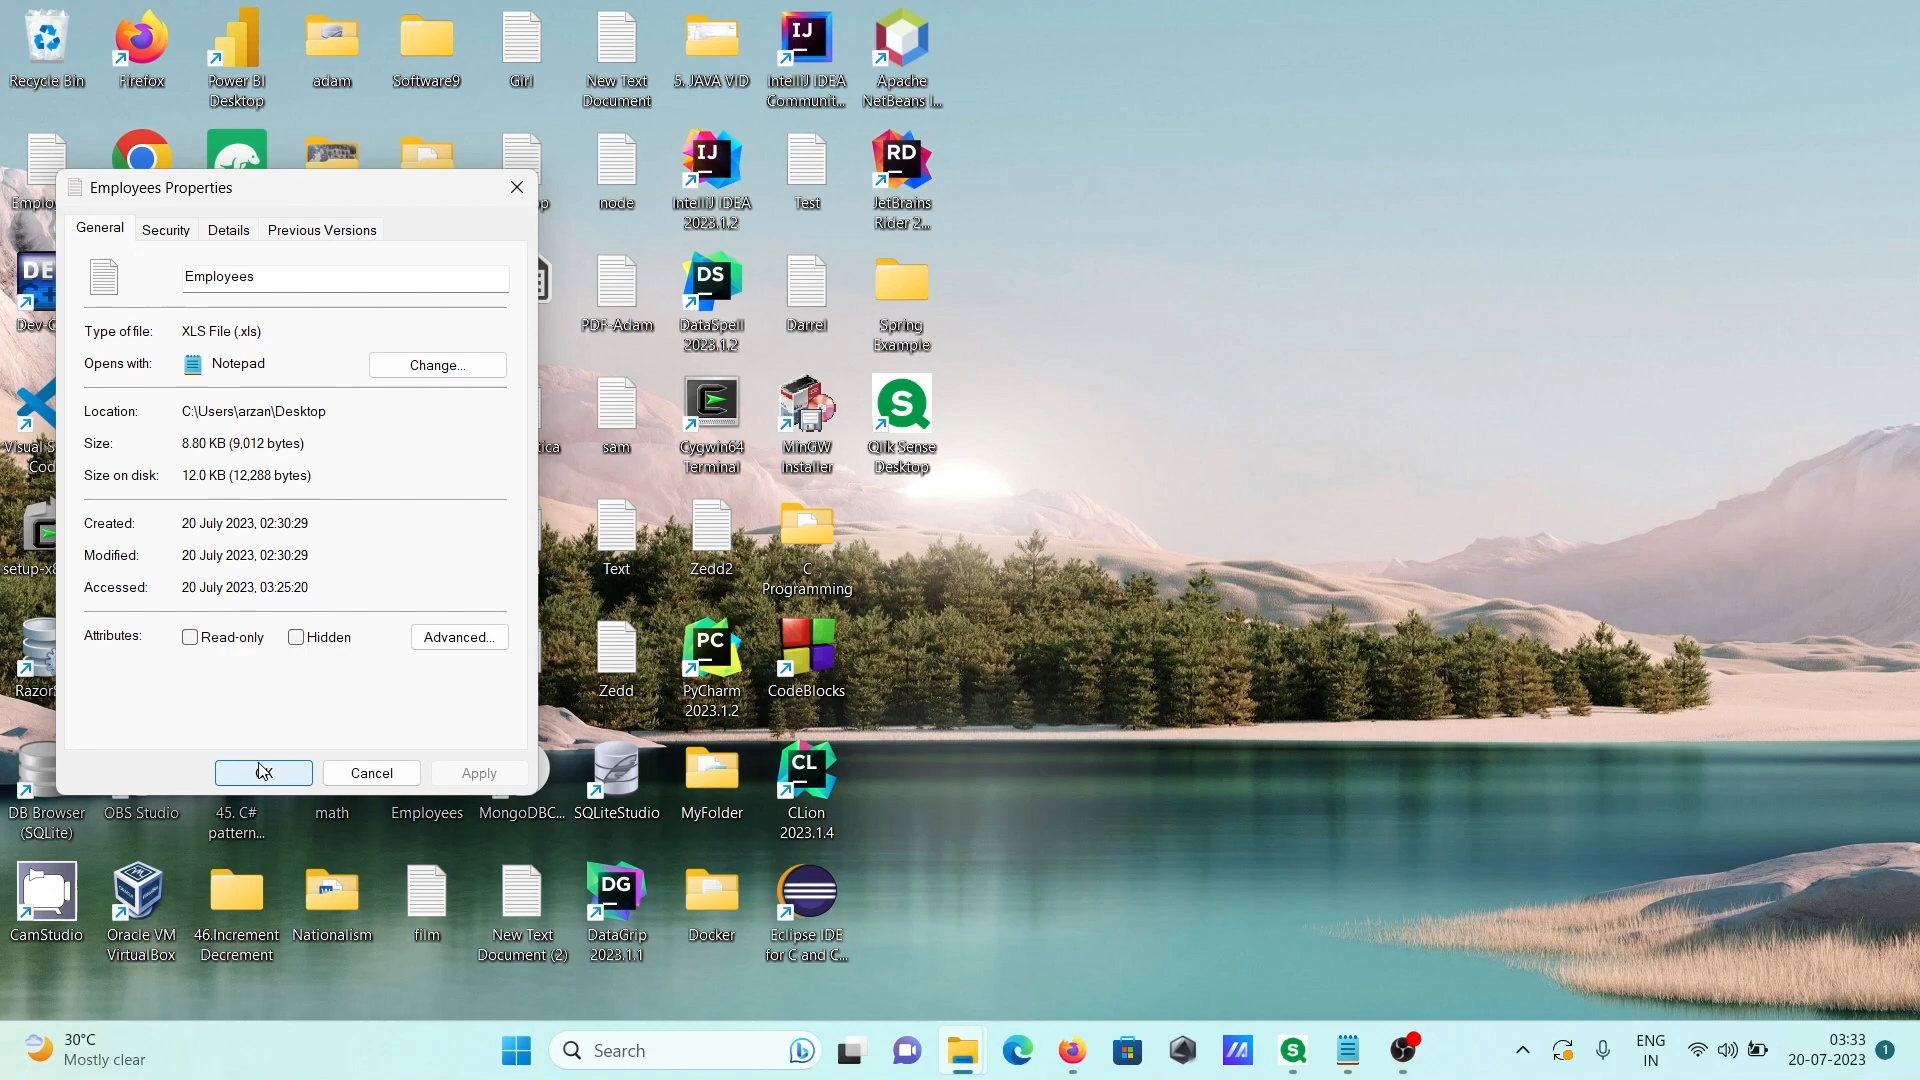 Recycle Bin
Firefox
Power BI
Desktop
adam
Software9
Girl
New Text
Document
5. JAVA VID
IntelliJ IDEA
Communit...
Apache
NetBeans I...
node
IntelliJ IDEA
2023.1.2
Test
JetBrains
Rider 2...
Employees Properties
General
Security
Details
Previous Versions
Employees
Type of file:
XLS File (.xls)
Opens with:
Notepad
Change...
Location:
C:\Users\arzan\Desktop
Size:
8.80 KB (9,012 bytes)
Size on disk:
12.0 KB (12,288 bytes)
Created:
20 July 2023, 02:30:29
Modified:
20 July 2023, 02:30:29
Accessed:
20 July 2023, 03:25:20
Attributes:
Read-only
Hidden
Advanced...
OK
Cancel
Apply
PDF-Adam
DataSpell
2023.1.2
Darrel
Spring
Example
sam
Cygwin64
Terminal
MinGW
Installer
Qlik Sense
Desktop
Text
Zedd2
C
Programming
Zedd
PyCharm
2023.1.2
CodeBlocks
DB Browser
(SQLite)
OBS Studio
45. C#
pattern...
math
Employees
MongoDBC...
SQLiteStudio
MyFolder
CLion
2023.1.4
CamStudio
Oracle VM
VirtualBox
46.Increment
Decrement
Nationalism
film
New Text
Document (2)
DataGrip
2023.1.1
Docker
Eclipse IDE
for C and C...
30°C
Mostly clear
Search
ENG
IN
03:33
20-07-2023
1